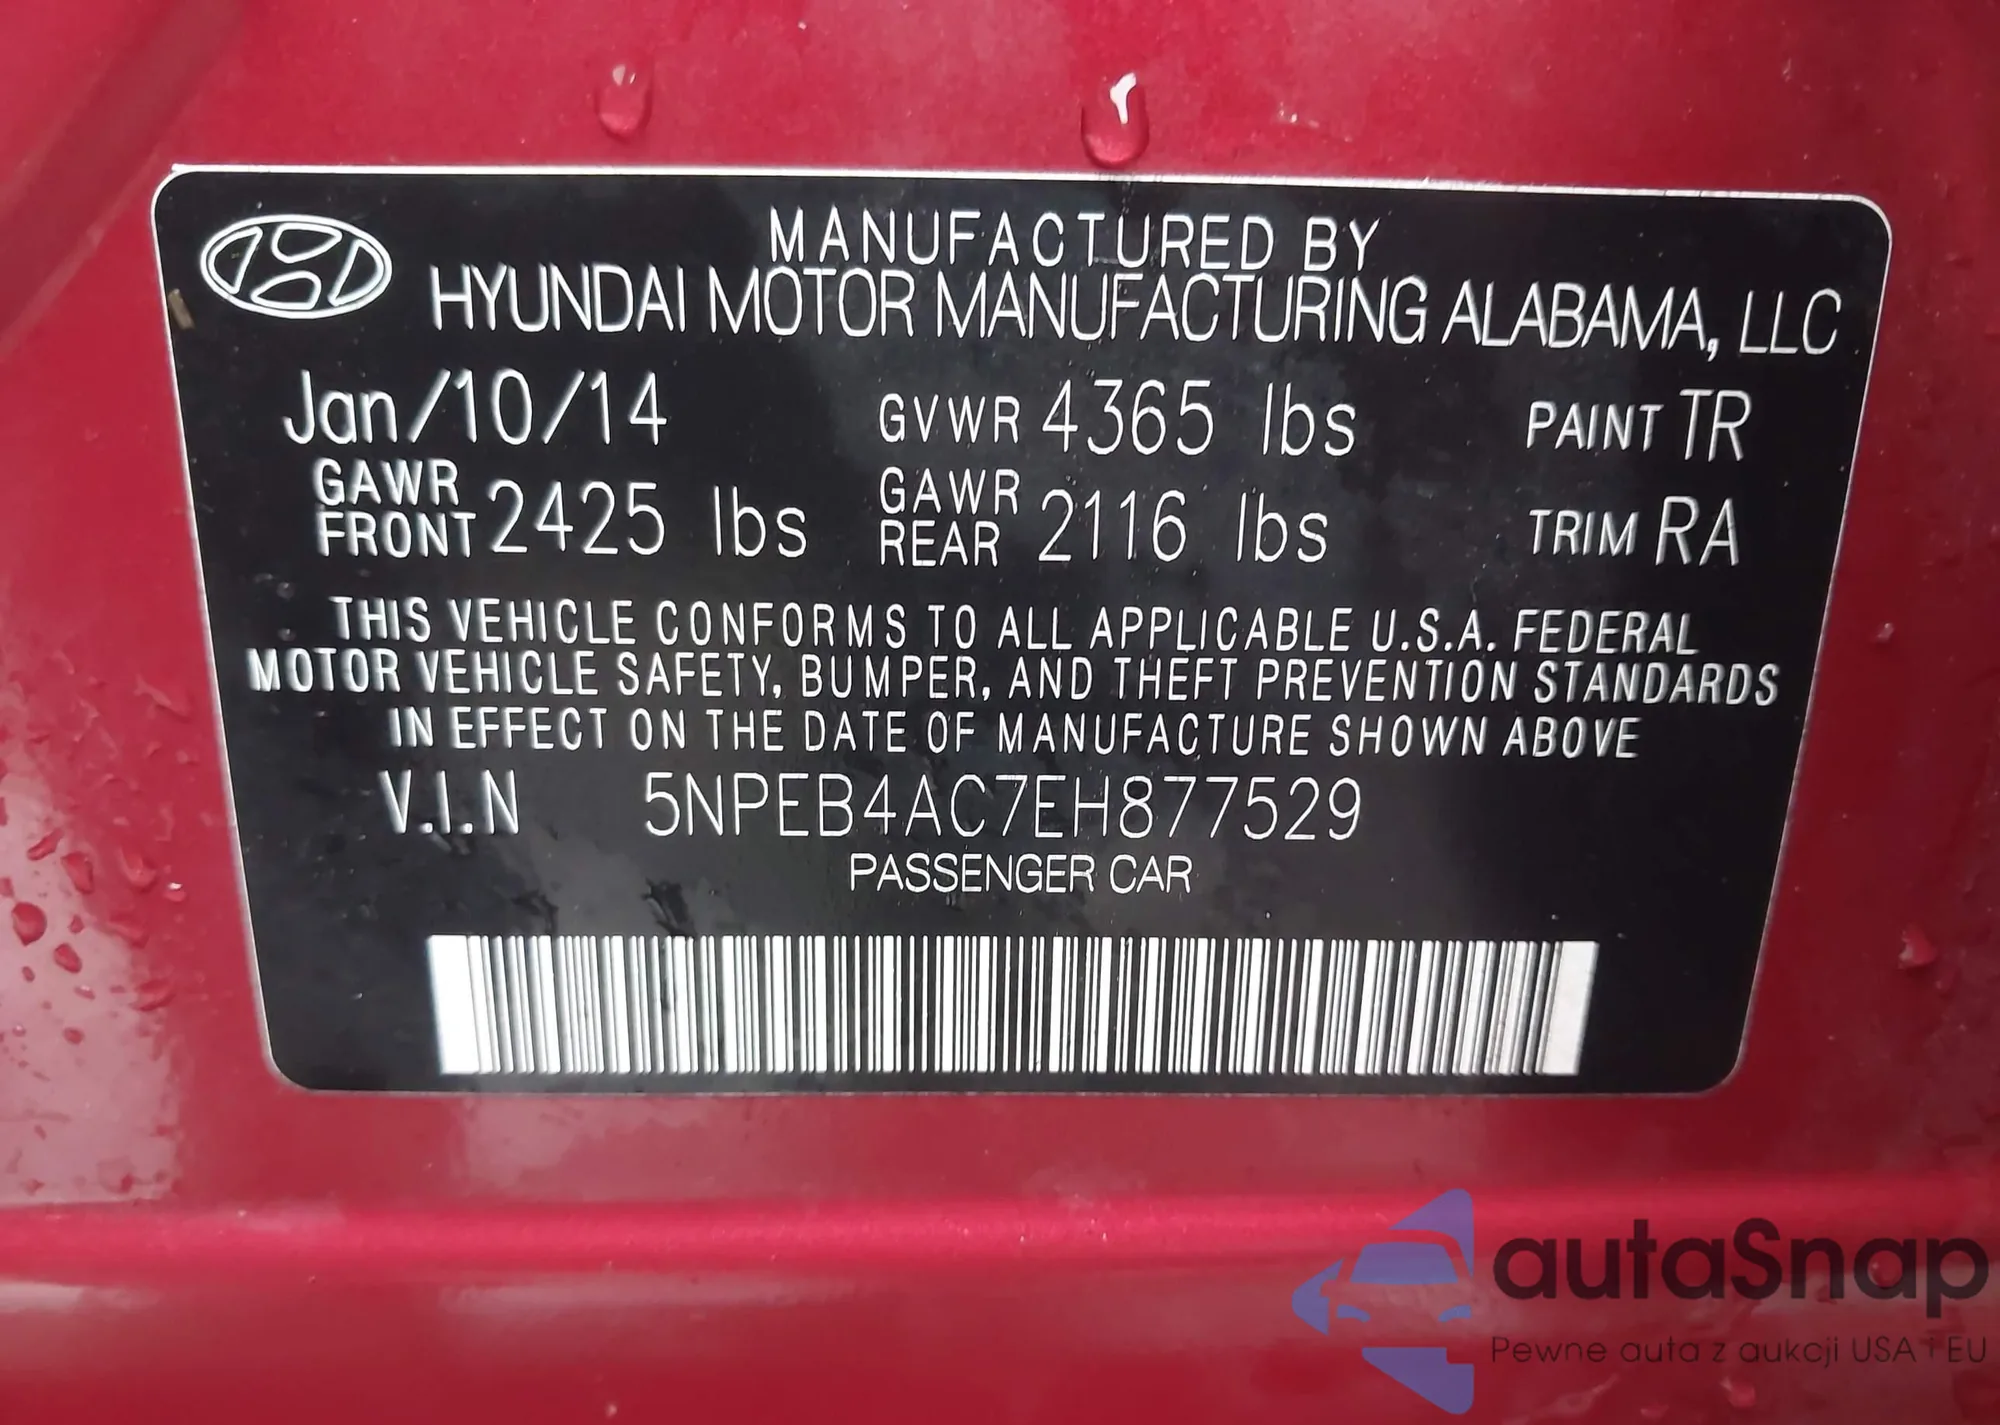 MANUFACTURED BY
HYUNDAI MOTOR MANUFACTURING ALABAMA, LLC
Jan/10/14 GVWR 4365 lbs PAINT TR
GAWR FRONT 2425 lbs GAWR REAR 2116 lbs TRIM RA
THIS VEHICLE CONFORMS TO ALL APPLICABLE U.S.A. FEDERAL
MOTOR VEHICLE SAFETY, BUMPER, AND THEFT PREVENTION STANDARDS
IN EFFECT ON THE DATE OF MANUFACTURE SHOWN ABOVE
V.I.N 5NPEB4AC7EH877529
PASSENGER CAR
autaSnap
Pewne auta z aukcji USA i EU